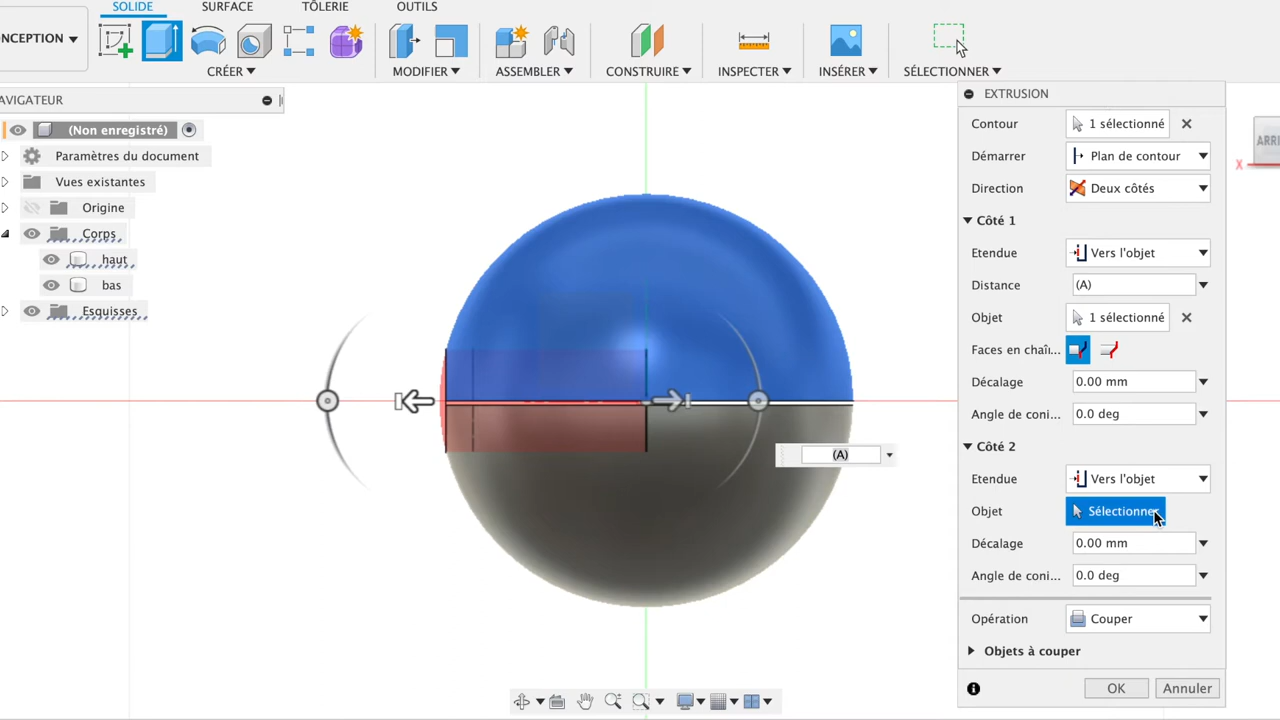 SOLIDE SURFACE TÔLERIE OUTILS
NCEPTION
CRÉER MODIFIER ASSEMBLER CONSTRUIRE INSPECTER INSÉRER SÉLECTIONNER
AVIGATEUR
(Non enregistré)
Paramètres du document
Vues existantes
Origine
Corps
haut
bas
Esquisses
(A)
EXTRUSION
Contour 1 sélectionné
Démarrer Plan de contour
Direction Deux côtés
Côté 1
Etendue Vers l'objet
Distance (A)
Objet 1 sélectionné
Faces en chaî...
Décalage 0.00 mm
Angle de coni... 0.0 deg
Côté 2
Etendue Vers l'objet
Objet Sélectionner
Décalage 0.00 mm
Angle de coni... 0.0 deg
Opération Couper
Objets à couper
OK Annuler
ARRI
X